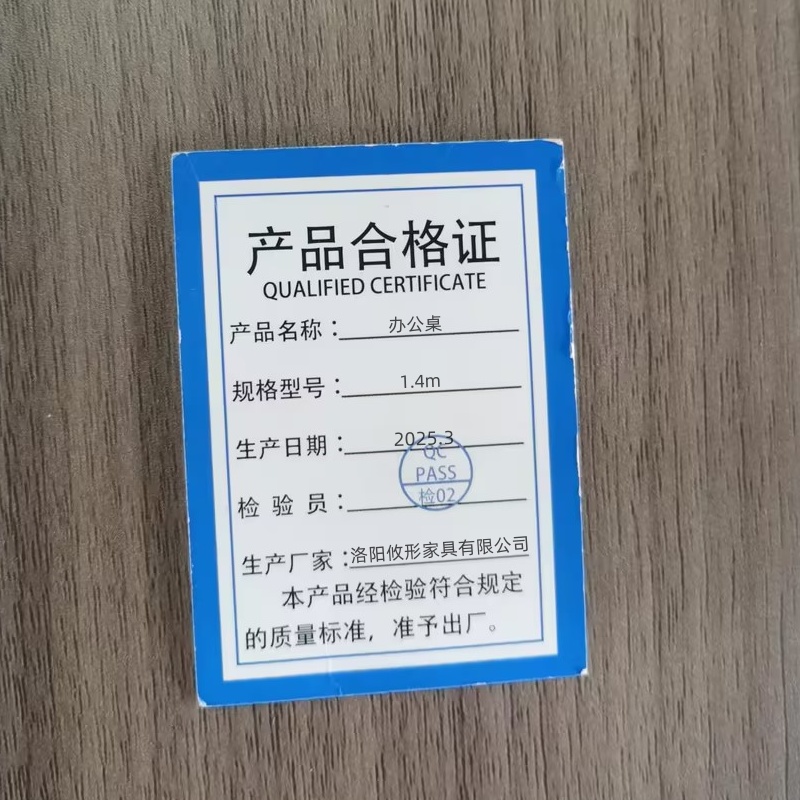 产品合格证
QUALIFIED CERTIFICATE
产品名称：办公桌
规格型号：1.4m
生产日期：2025.3
QC
PASS
检验员：检02
生产厂家：洛阳攸形家具有限公司
本产品经检验符合规定
的质量标准，准予出厂。